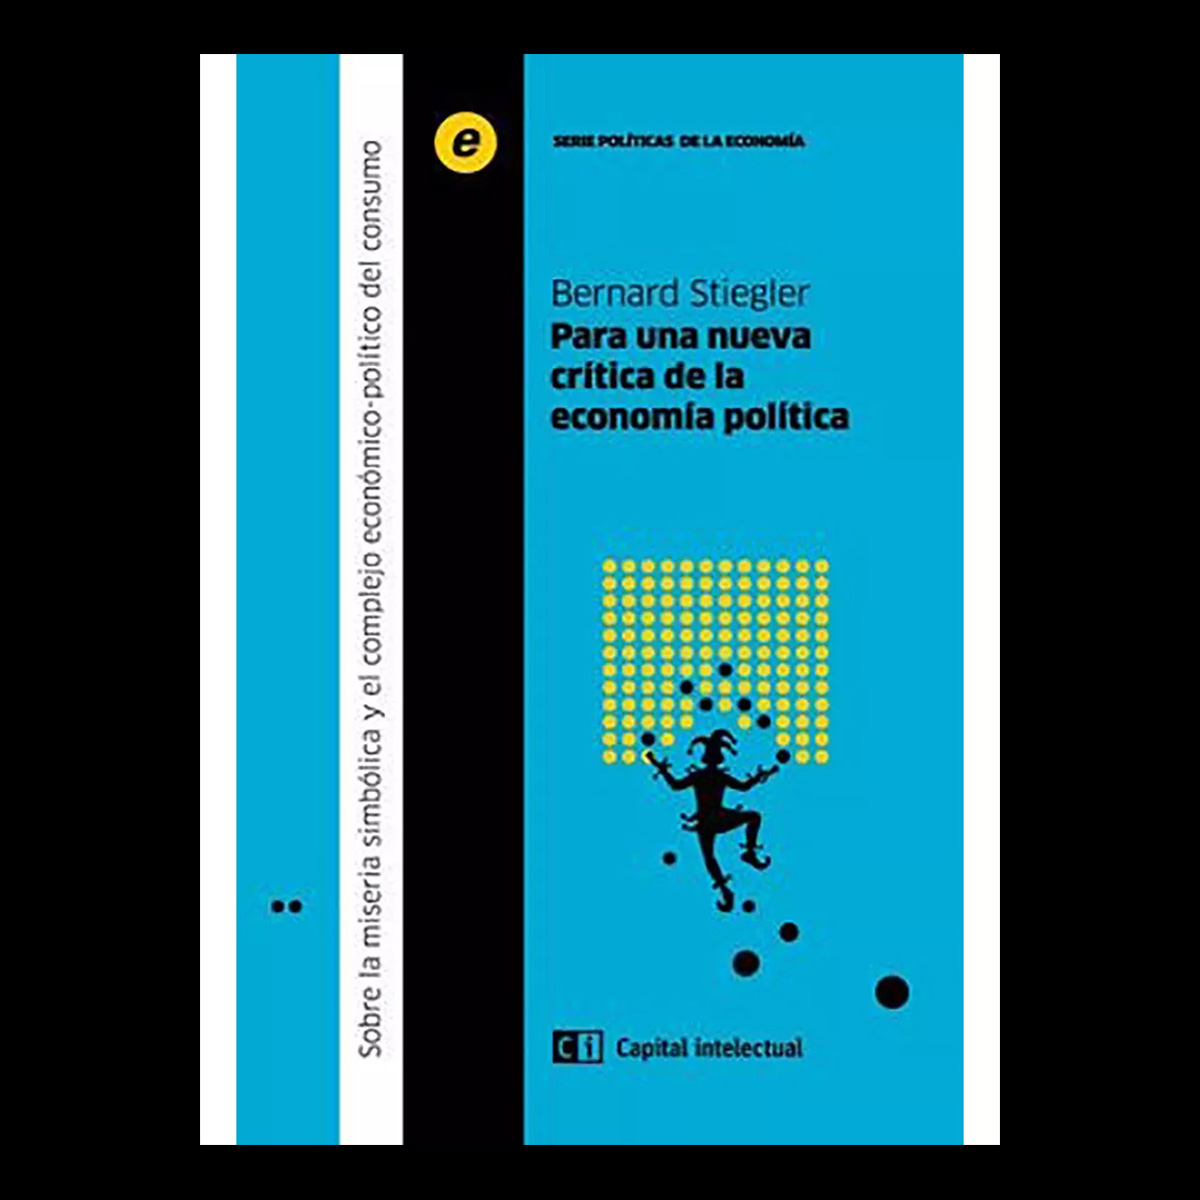 Sobre la miseria simbólica y el complejo económico-político del consumo
e
SERIE POLÍTICAS DE LA ECONOMÍA
Bernard Stiegler
Para una nueva
crítica de la
economía política
Ci Capital intelectual